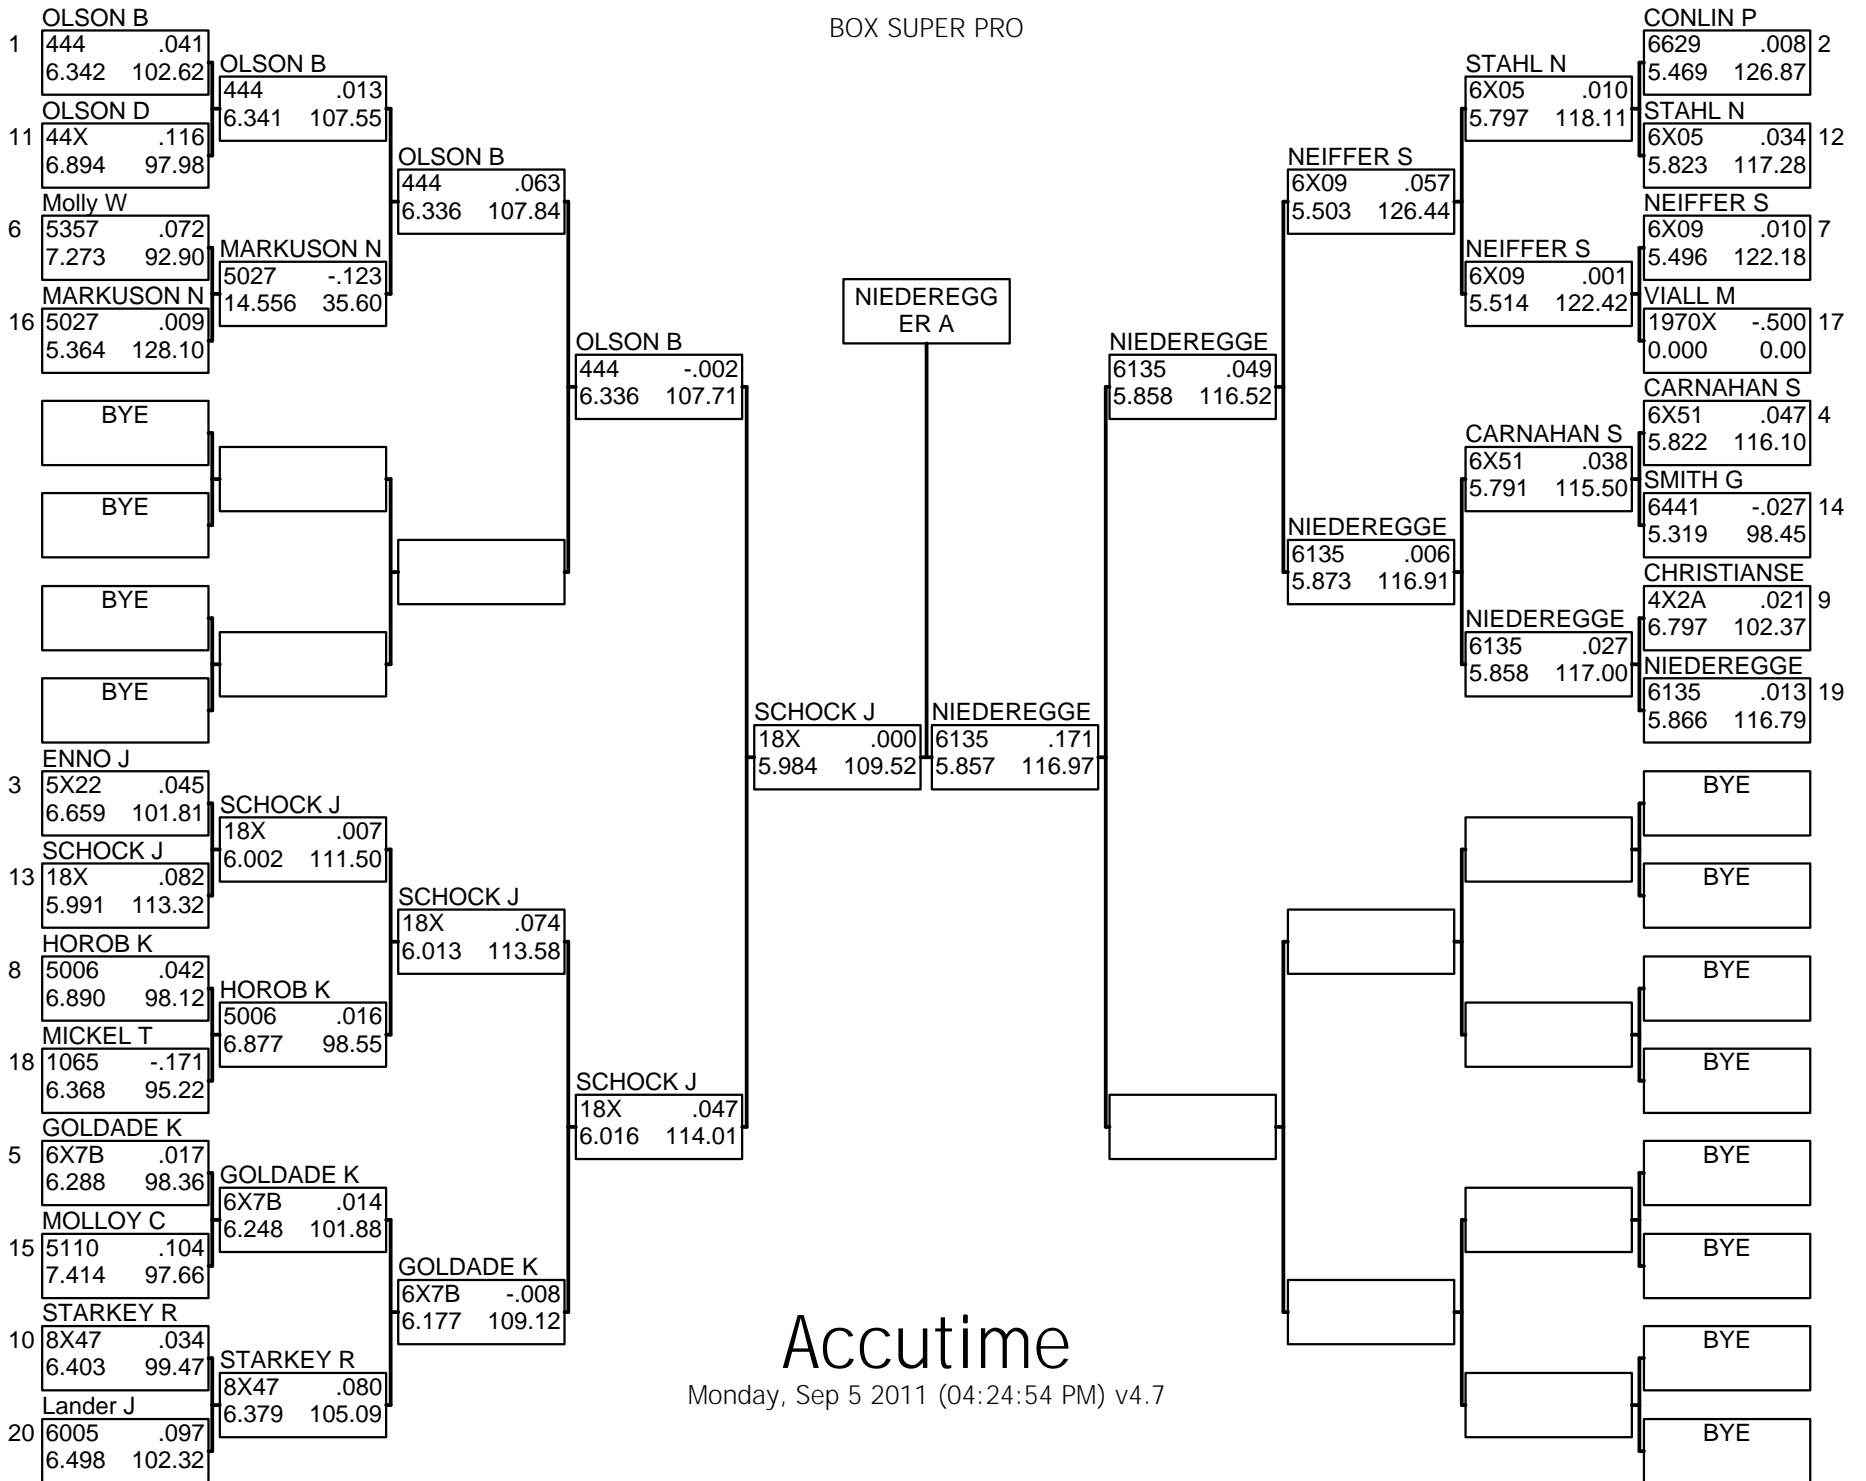 BOX SUPER PRO
OLSON B
1 444 .041
6.342 102.62
OLSON D
11 44X .116
6.894 97.98
Molly W
6 5357 .072
7.273 92.90
MARKUSON N
16 5027 .009
5.364 128.10
BYE
BYE
BYE
BYE
ENNO J
3 5X22 .045
6.659 101.81
SCHOCK J
13 18X .082
5.991 113.32
HOROB K
8 5006 .042
6.890 98.12
MICKEL T
18 1065 -.171
6.368 95.22
GOLDADE K
5 6X7B .017
6.288 98.36
MOLLOY C
15 5110 .104
7.414 97.66
STARKEY R
10 8X47 .034
6.403 99.47
Lander J
20 6005 .097
6.498 102.32
OLSON B
444 .013
6.341 107.55
MARKUSON N
5027 -.123
14.556 35.60
SCHOCK J
18X .007
6.002 111.50
HOROB K
5006 .016
6.877 98.55
GOLDADE K
6X7B .014
6.248 101.88
STARKEY R
8X47 .080
6.379 105.09
OLSON B
444 .063
6.336 107.84
SCHOCK J
18X .074
6.013 113.58
GOLDADE K
6X7B -.008
6.177 109.12
OLSON B
444 -.002
6.336 107.71
SCHOCK J
18X .047
6.016 114.01
SCHOCK J
18X .000
5.984 109.52
NIEDEREGG
ER A
NIEDEREGGE
6135 .171
5.857 116.97
NIEDEREGGE
6135 .049
5.858 116.52
NEIFFER S
6X09 .057
5.503 126.44
NIEDEREGGE
6135 .006
5.873 116.91
STAHL N
6X05 .010
5.797 118.11
NEIFFER S
6X09 .001
5.514 122.42
CARNAHAN S
6X51 .038
5.791 115.50
NIEDEREGGE
6135 .027
5.858 117.00
CONLIN P
6629 .008 2
5.469 126.87
STAHL N
6X05 .034 12
5.823 117.28
NEIFFER S
6X09 .010 7
5.496 122.18
VIALL M
1970X -.500 17
0.000 0.00
CARNAHAN S
6X51 .047 4
5.822 116.10
SMITH G
6441 -.027 14
5.319 98.45
CHRISTIANSE
4X2A .021 9
6.797 102.37
NIEDEREGGE
6135 .013 19
5.866 116.79
BYE
BYE
BYE
BYE
BYE
BYE
BYE
BYE
Accutime
Monday, Sep 5 2011 (04:24:54 PM) v4.7